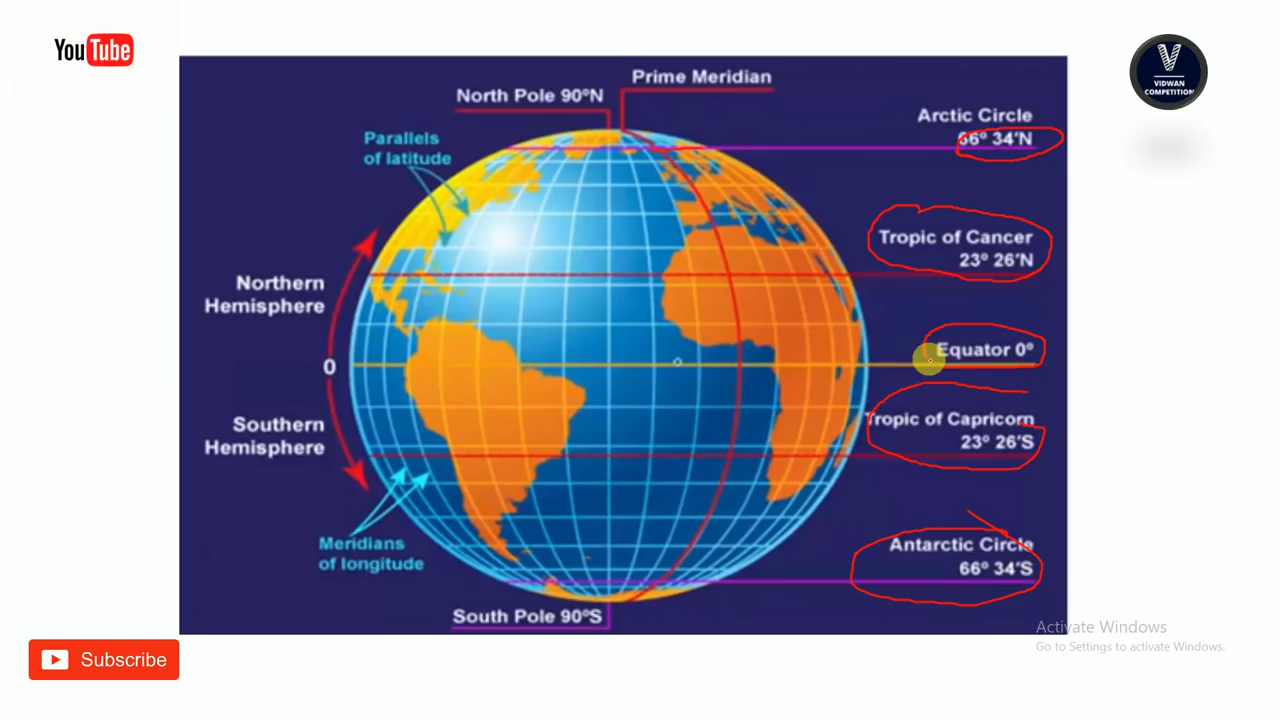 YouTube
V
VIDWAN
COMPETITION
Prime Meridian
North Pole 90ºN
Arctic Circle
66º 34'N
Parallels
of latitude
Tropic of Cancer
23º 26'N
Northern
Hemisphere
Equator 0º
0
Tropic of Capricorn
23º 26'S
Southern
Hemisphere
Meridians
of longitude
Antarctic Circle
66º 34'S
South Pole 90ºS
Activate Windows
Go to Settings to activate Windows.
Subscribe